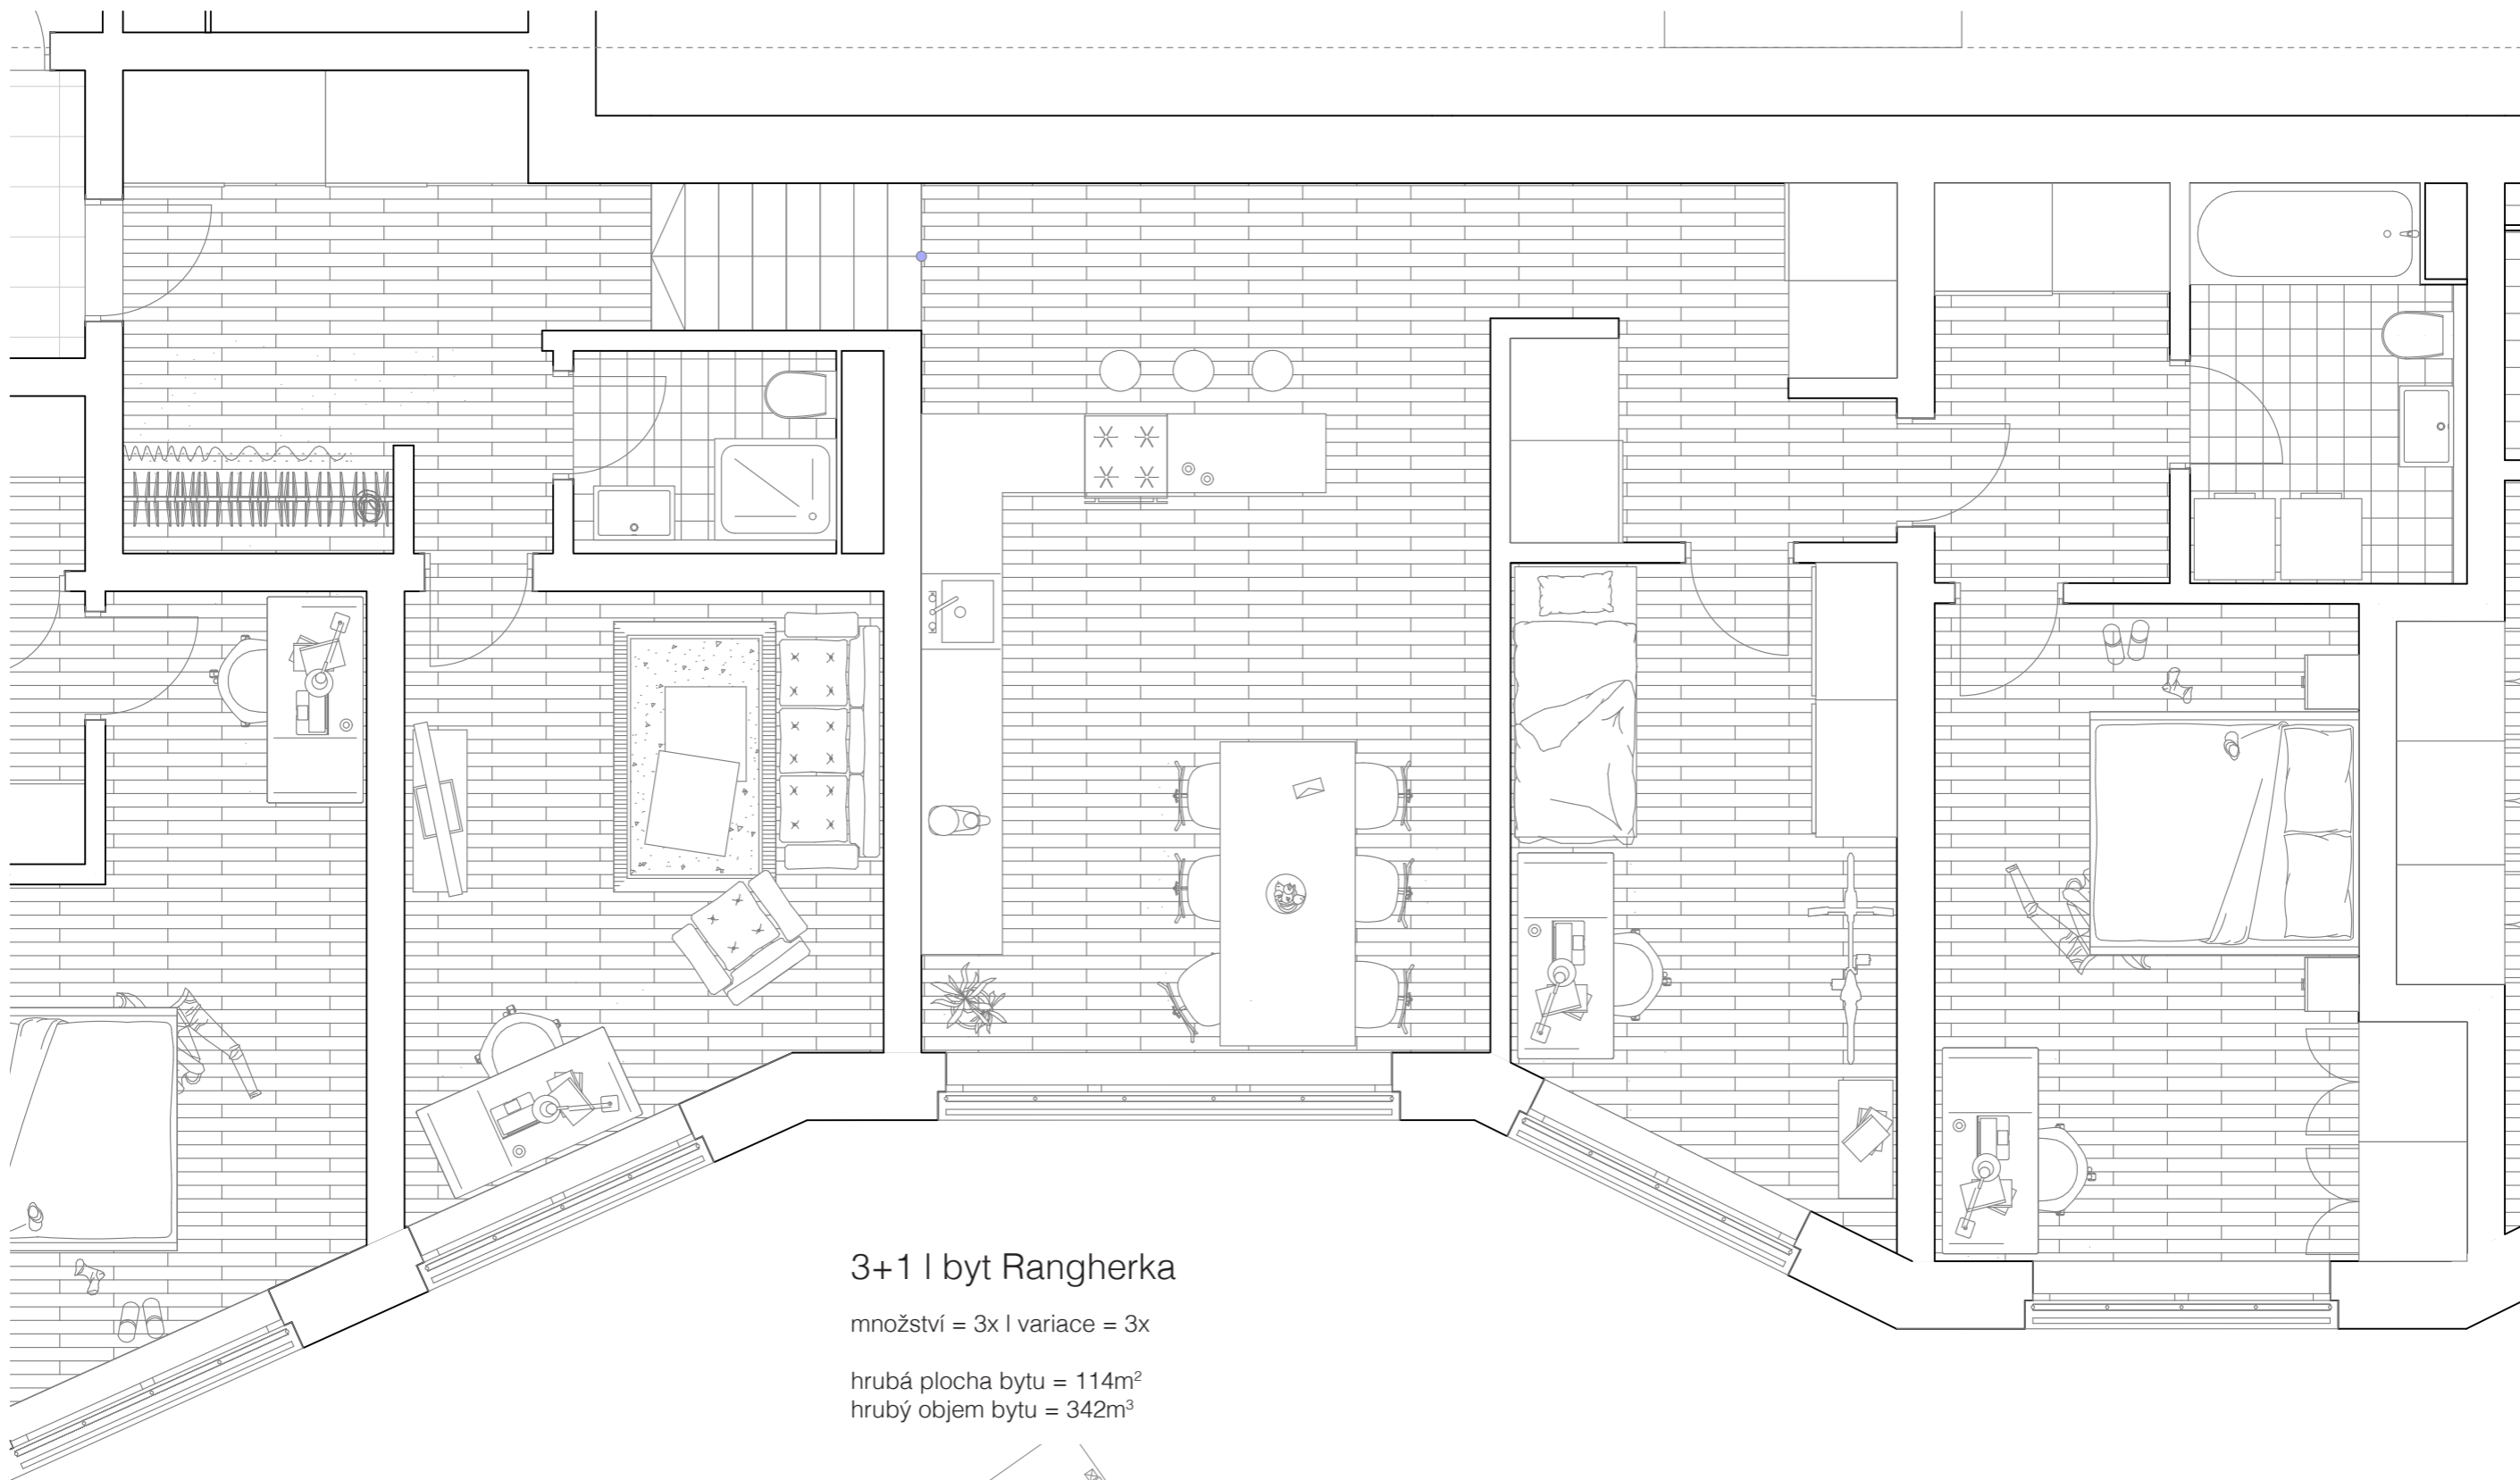 3+1 l byt Rangherka
množství = 3x l variace = 3x
hrubá plocha bytu = 114m²
hrubý objem bytu = 342m³